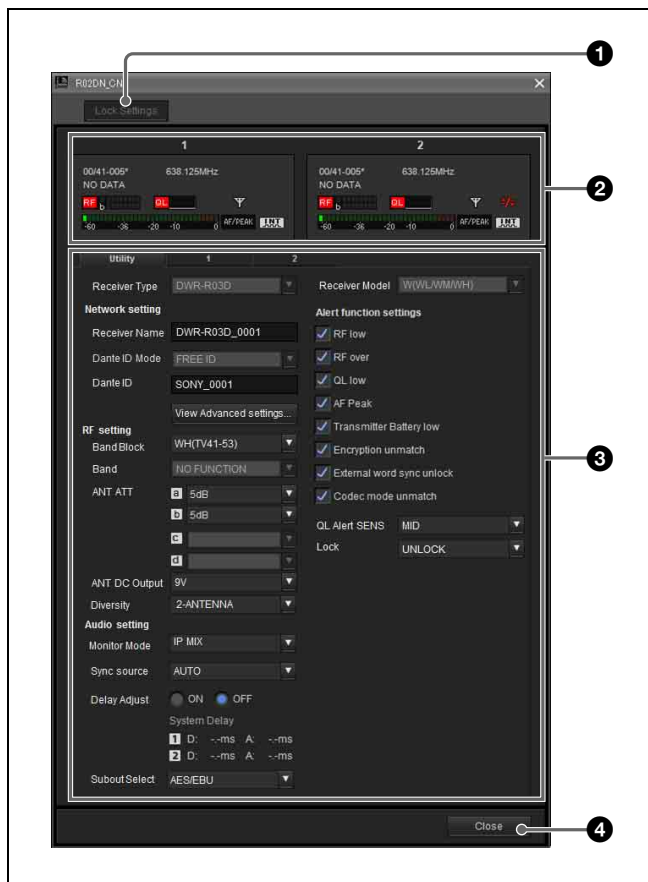 1
R02DN_CN
Lock Settings
1
2
00/41-005*
638.125MHz
00/41-005*
638.125MHz
2
NO DATA
NO DATA
RF b
QL
RF b
QL
-60 -36 -20 -10 0 AF/PEAK INT
-60 -36 -20 -10 0 AF/PEAK INT
Utility 1 2
Receiver Type DWR-R03D
Receiver Model W(WL/WM/WH)
Network setting
Alert function settings
Receiver Name DWR-R03D_0001
RF low
Dante ID Mode FREE ID
RF over
Dante ID SONY_0001
QL low
View Advanced settings...
AF Peak
RF setting
Transmitter Battery low
Band Block WH(TV41-53)
Encryption unmatch
3
Band NO FUNCTION
External word sync unlock
ANT ATT a 5dB
Codec mode unmatch
b 5dB
QL Alert SENS MID
c
Lock UNLOCK
d
ANT DC Output 9V
Diversity 2-ANTENNA
Audio setting
Monitor Mode IP MIX
Sync source AUTO
Delay Adjust ON OFF
System Delay
1 D: -.-ms A: -.-ms
2 D: -.-ms A: -.-ms
Subout Select AES/EBU
Close
4